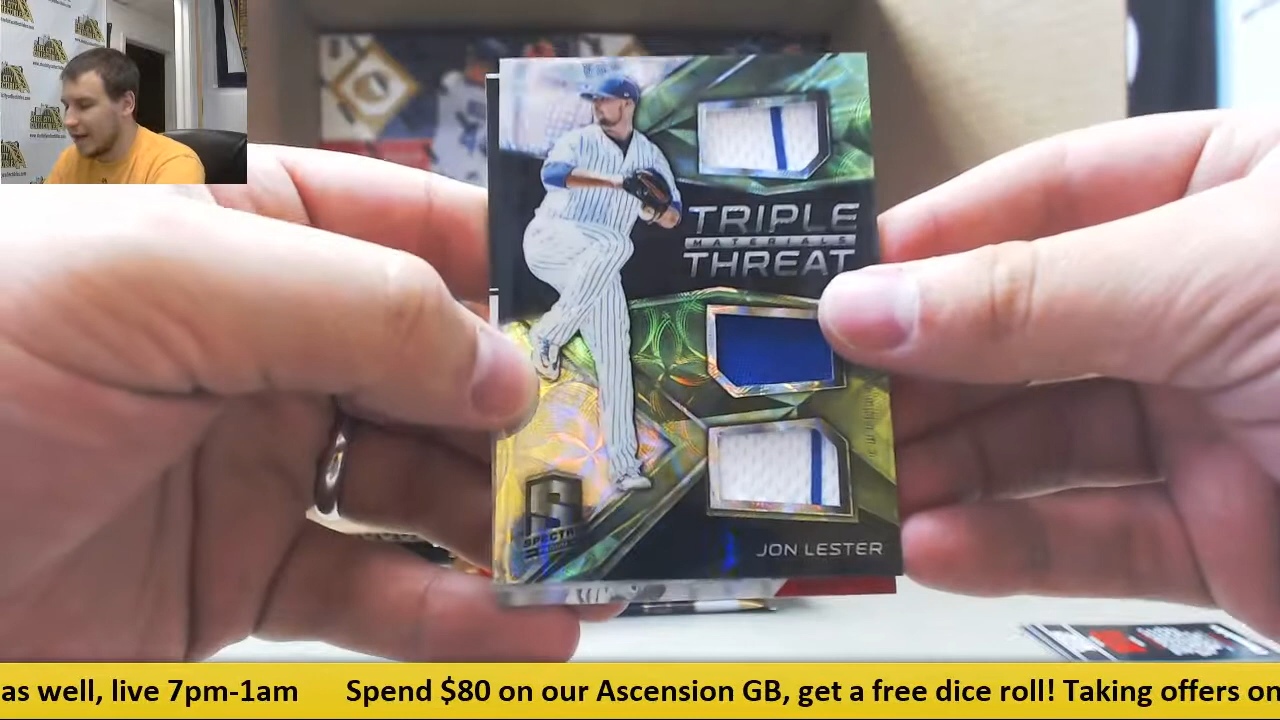 TRIPLE
MATERIALS
THREAT
SPECTRA
JON LESTER
as well, live 7pm-1am Spend $80 on our Ascension GB, get a free dice roll! Taking offers on